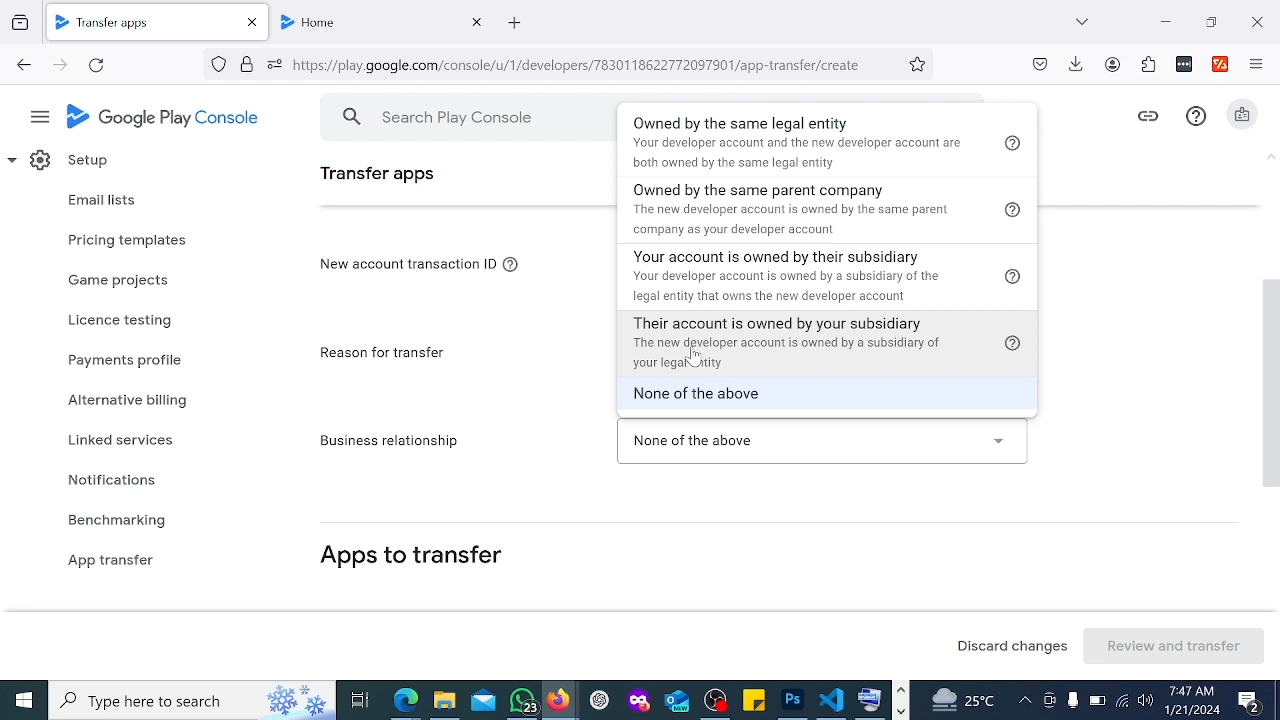 Transfer apps
Home
https://play.google.com/console/u/1/developers/7830118622772097901/app-transfer/create
Google Play Console
Search Play Console
Setup
Email lists
Pricing templates
Game projects
Licence testing
Payments profile
Alternative billing
Linked services
Notifications
Benchmarking
App transfer
Transfer apps
New account transaction ID
Reason for transfer
Business relationship
Owned by the same legal entity
Your developer account and the new developer account are
both owned by the same legal entity
Owned by the same parent company
The new developer account is owned by the same parent
company as your developer account
Your account is owned by their subsidiary
Your developer account is owned by a subsidiary of the
legal entity that owns the new developer account
Their account is owned by your subsidiary
The new developer account is owned by a subsidiary of
your legal entity
None of the above
None of the above
Apps to transfer
Discard changes
Review and transfer
Type here to search
23
NEW
Ps
25°C
7:47 AM
1/21/2024
2